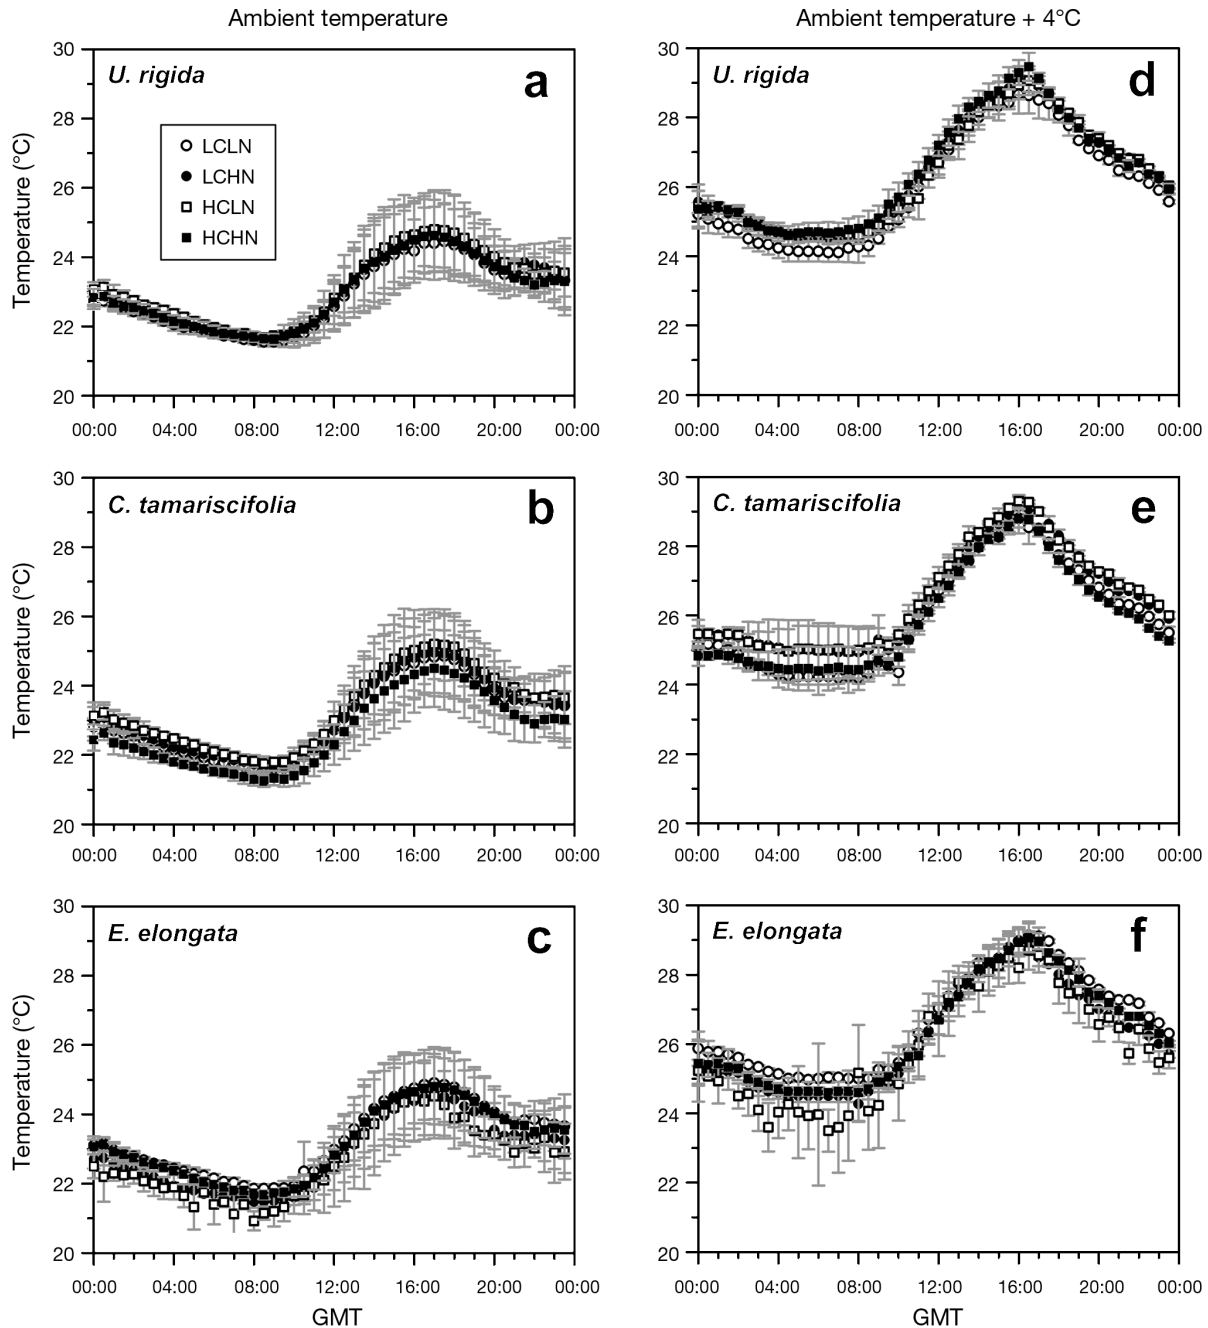 Ambient temperature
Ambient temperature + 4°C
U. rigida
a
LCLN
LCHN
HCLN
HCHN
Temperature (°C)
30
28
26
24
22
20
00:00 04:00 08:00 12:00 16:00 20:00 00:00
U. rigida
d
30
28
26
24
22
20
00:00 04:00 08:00 12:00 16:00 20:00 00:00
C. tamariscifolia
b
Temperature (°C)
30
28
26
24
22
20
00:00 04:00 08:00 12:00 16:00 20:00 00:00
C. tamariscifolia
e
30
28
26
24
22
20
00:00 04:00 08:00 12:00 16:00 20:00 00:00
E. elongata
c
Temperature (°C)
30
28
26
24
22
20
00:00 04:00 08:00 12:00 16:00 20:00 00:00
GMT
E. elongata
f
30
28
26
24
22
20
00:00 04:00 08:00 12:00 16:00 20:00 00:00
GMT